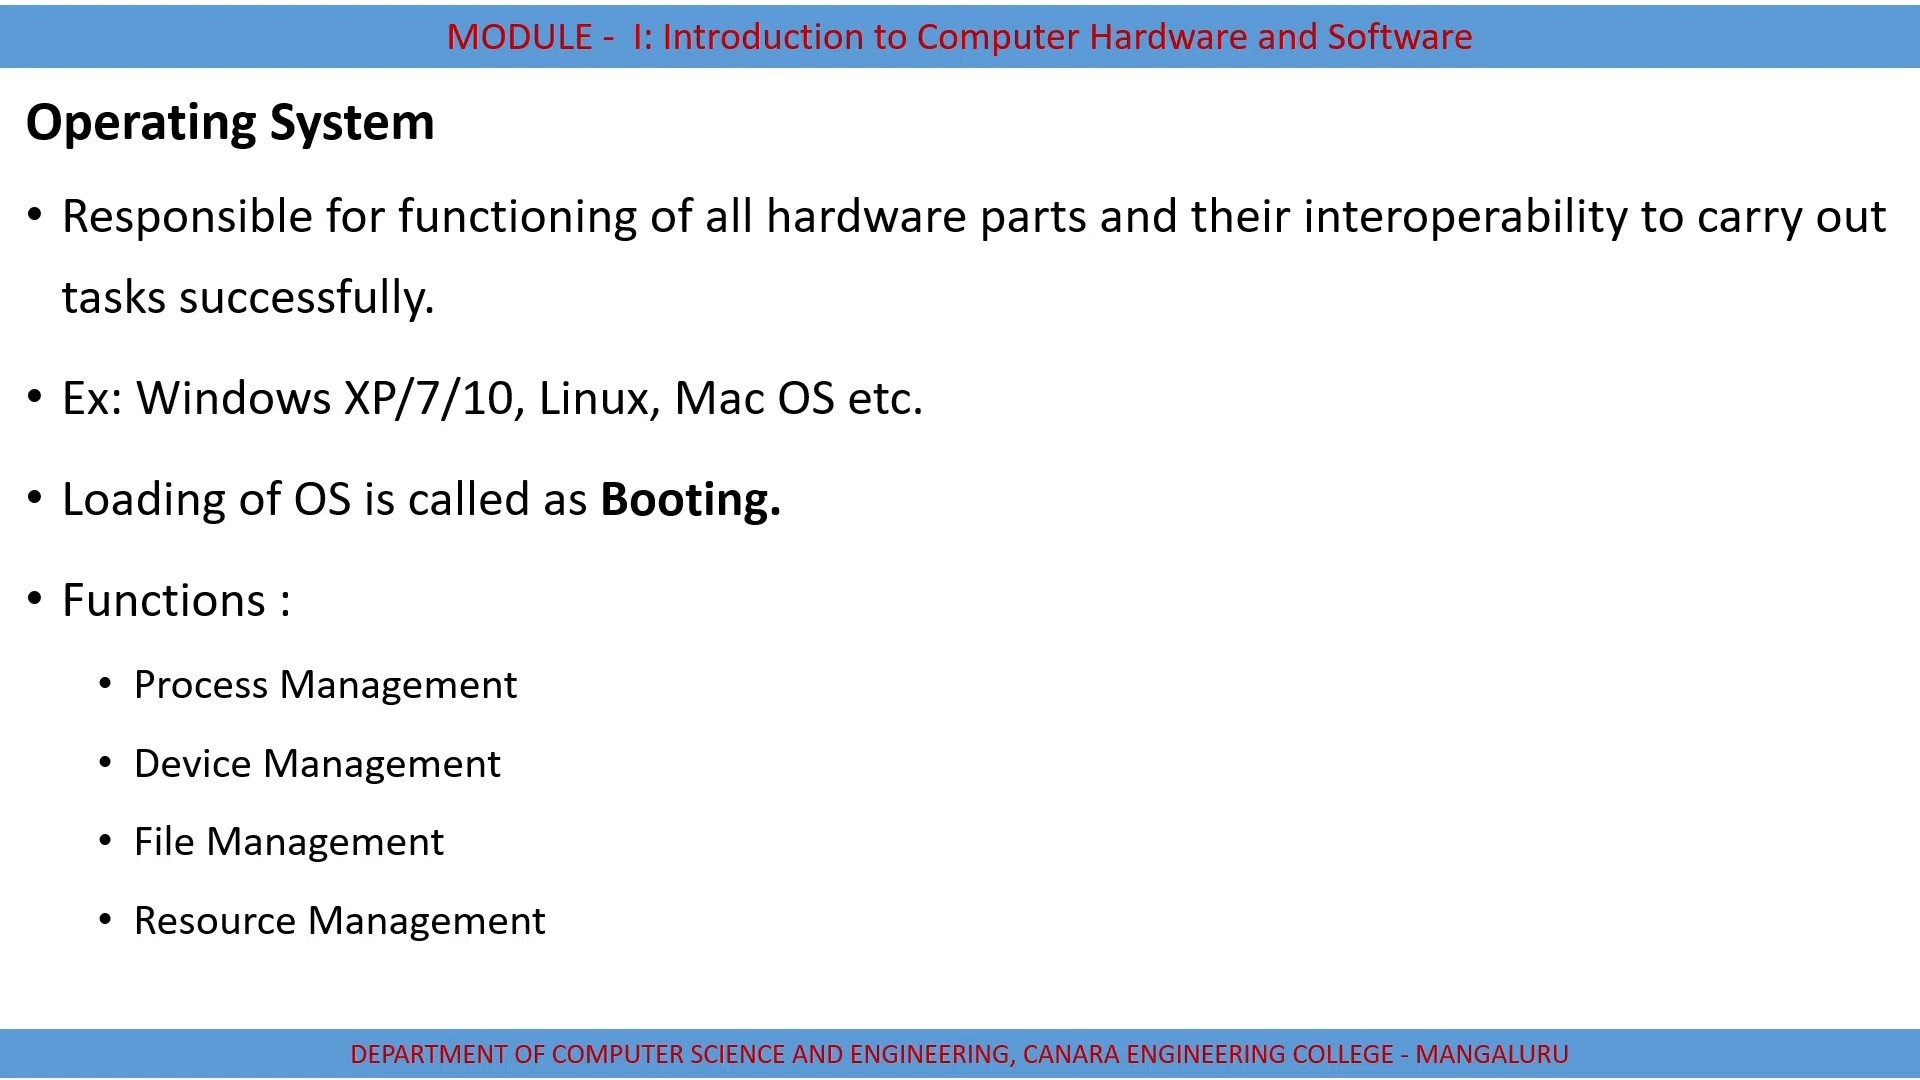 MODULE - I: Introduction to Computer Hardware and Software
Operating System
• Responsible for functioning of all hardware parts and their interoperability to carry out
tasks successfully.
• Ex: Windows XP/7/10, Linux, Mac OS etc.
• Loading of OS is called as Booting.
• Functions :
• Process Management
• Device Management
• File Management
• Resource Management
DEPARTMENT OF COMPUTER SCIENCE AND ENGINEERING, CANARA ENGINEERING COLLEGE - MANGALURU